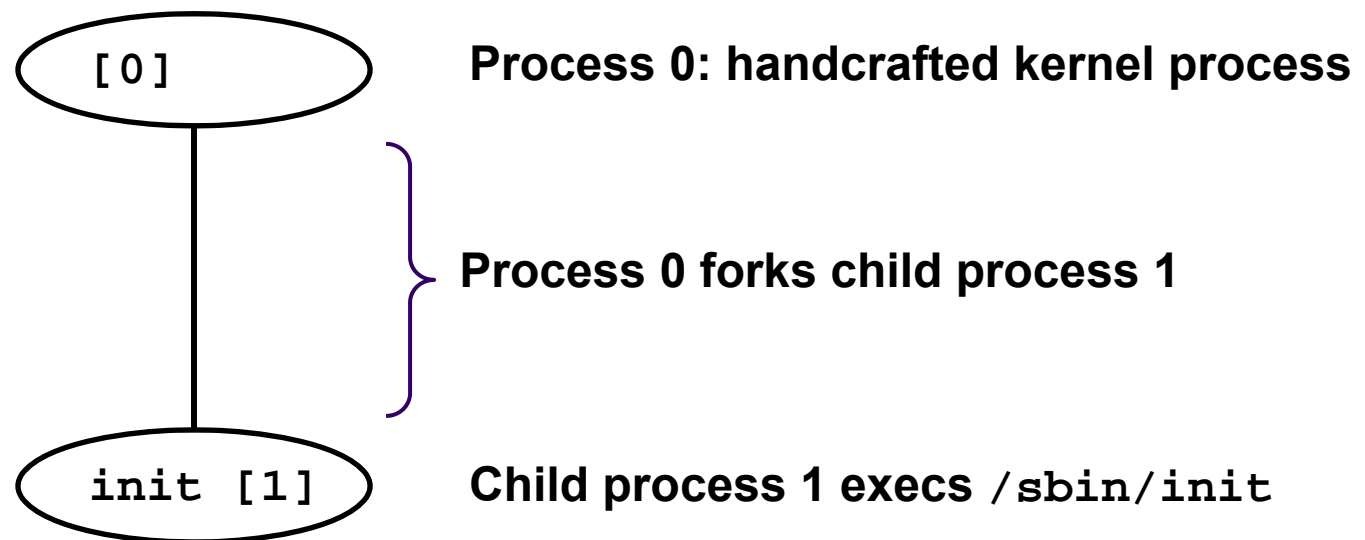 [0]
Process 0: handcrafted kernel process
Process 0 forks child process 1
init [1]
Child process 1 execs /sbin/init